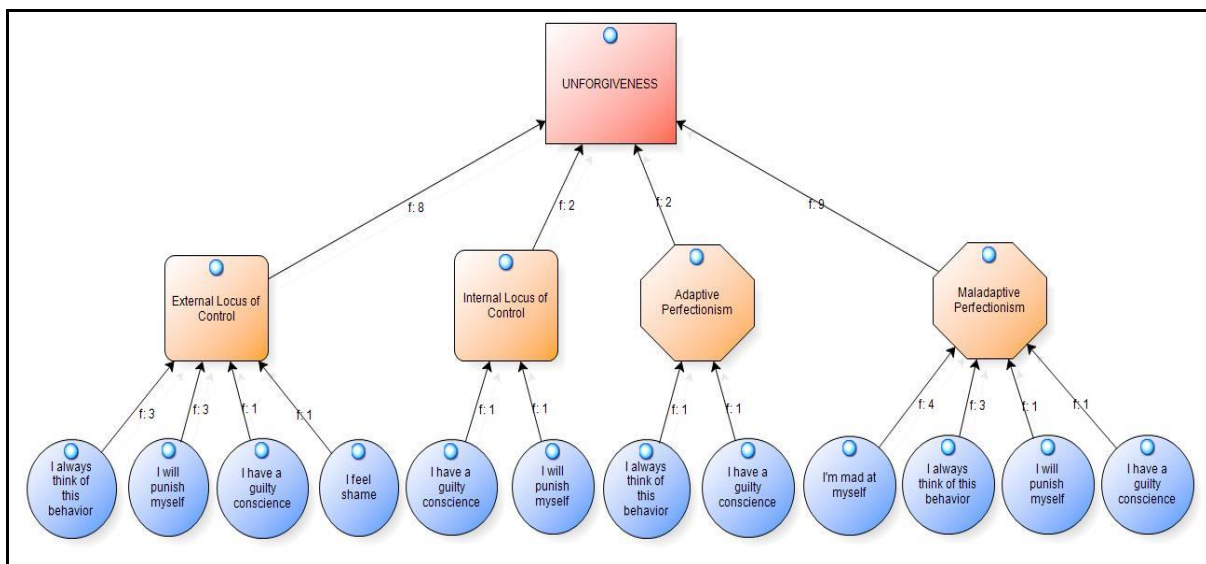 UNFORGIVENESS
f: 8
f: 2
f: 2
f: 9
External Locus of
Control
Internal Locus of
Control
Adaptive
Perfectionism
Maladaptive
Perfectionism
f: 3
f: 3
f: 1
f: 1
f: 1
f: 1
f: 1
f: 1
f: 4
f: 3
f: 1
f: 1
I always
think of
this
behavior
I will
punish
myself
I have a
guilty
conscience
I feel
shame
I have a
guilty
conscience
I will
punish
myself
I always
think of
this
behavior
I have a
guilty
conscience
I'm mad at
myself
I always
think of this
behavior
I will
punish
myself
I have a
guilty
conscience